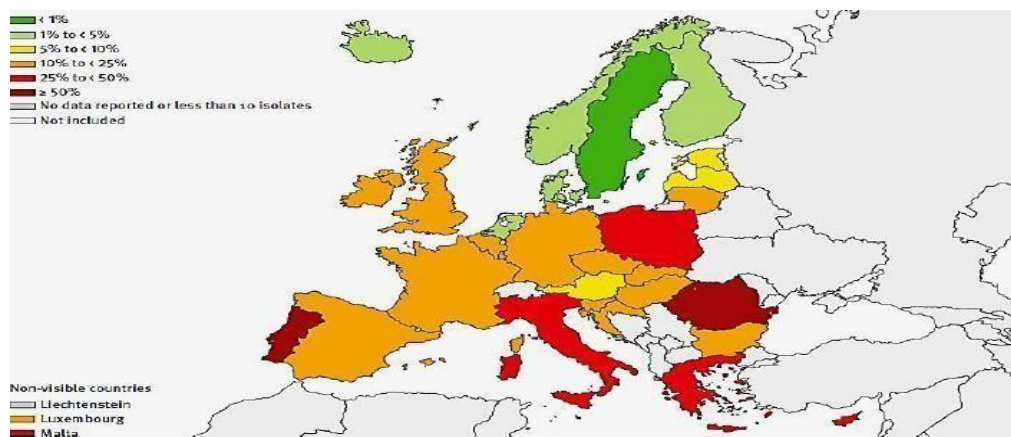 < 1%
1% to < 5%
5% to < 10%
10% to < 25%
25% to < 50%
≥ 50%
No data reported or less than 10 isolates
Not included
Non-visible countries
Liechtenstein
Luxembourg
Malta